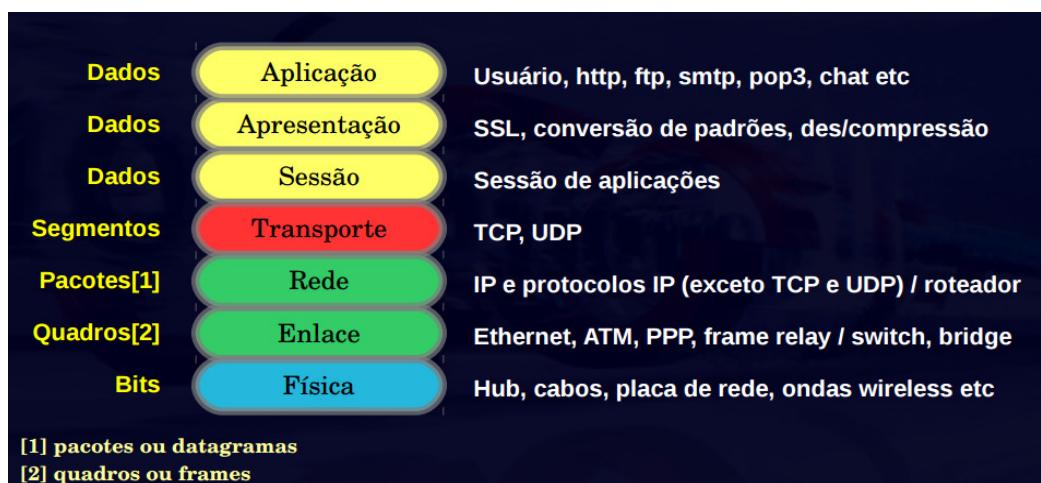 Dados Aplicação Usuário, http, ftp, smtp, pop3, chat etc
Dados Apresentação SSL, conversão de padrões, des/compressão
Dados Sessão Sessão de aplicações
Segmentos Transporte TCP, UDP
Pacotes[1] Rede IP e protocolos IP (exceto TCP e UDP) / roteador
Quadros[2] Enlace Ethernet, ATM, PPP, frame relay / switch, bridge
Bits Física Hub, cabos, placa de rede, ondas wireless etc
[1] pacotes ou datagramas
[2] quadros ou frames